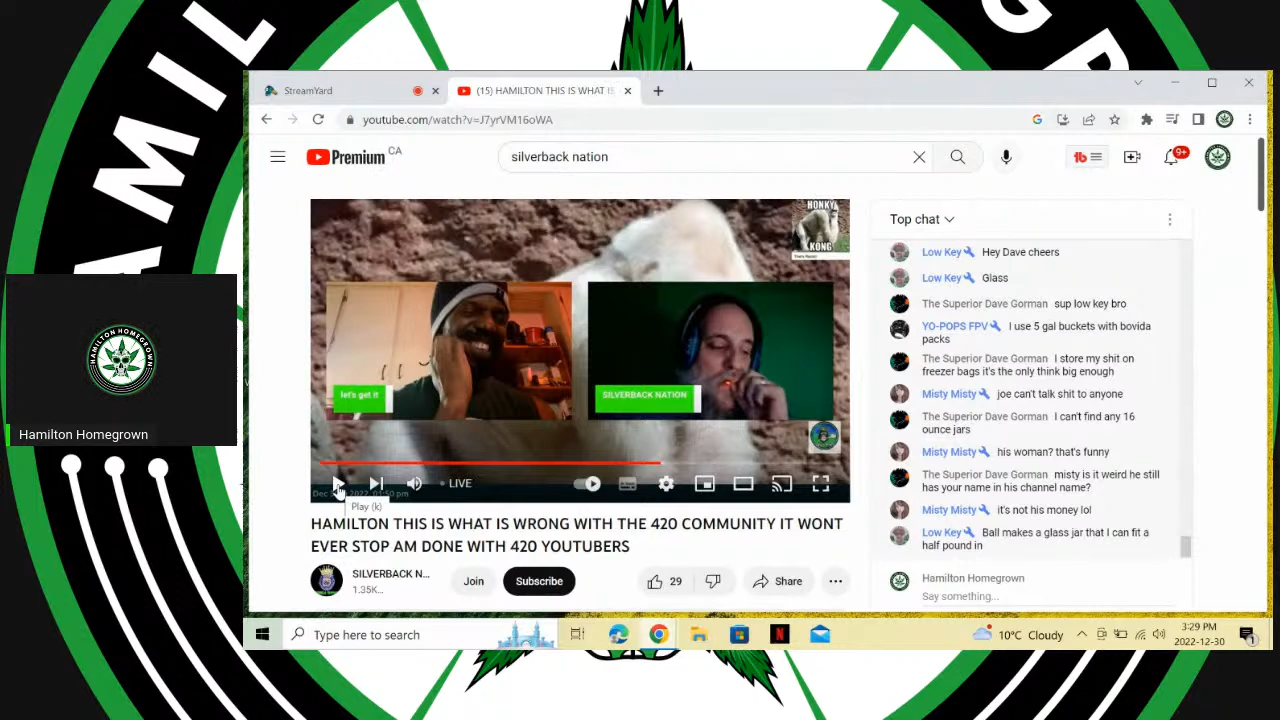 AMIL
G R
StreamYard
(15) HAMILTON THIS IS WHAT IS
youtube.com/watch?v=J7yrVM16oWA
Premium CA
silverback nation
9+
HONKY
KONG
let's get it
SILVERBACK NATION
LIVE
Play (k)
HAMILTON THIS IS WHAT IS WRONG WITH THE 420 COMMUNITY IT WONT
EVER STOP AM DONE WITH 420 YOUTUBERS
SILVERBACK N...
1.35K...
Join
Subscribe
29
Share
Top chat
Low Key Hey Dave cheers
Low Key Glass
The Superior Dave Gorman sup low key bro
YO-POPS FPV I use 5 gal buckets with bovida
packs
The Superior Dave Gorman I store my shit on
freezer bags it's the only think big enough
Misty Misty joe can't talk shit to anyone
The Superior Dave Gorman I can't find any 16
ounce jars
Misty Misty his woman? that's funny
The Superior Dave Gorman misty is it weird he still
has your name in his channel name?
Misty Misty it's not his money lol
Low Key Ball makes a glass jar that I can fit a
half pound in
Hamilton Homegrown
Say something...
HAMILTON HOMEGROWN
Hamilton Homegrown
Type here to search
10°C Cloudy
3:29 PM
2022-12-30